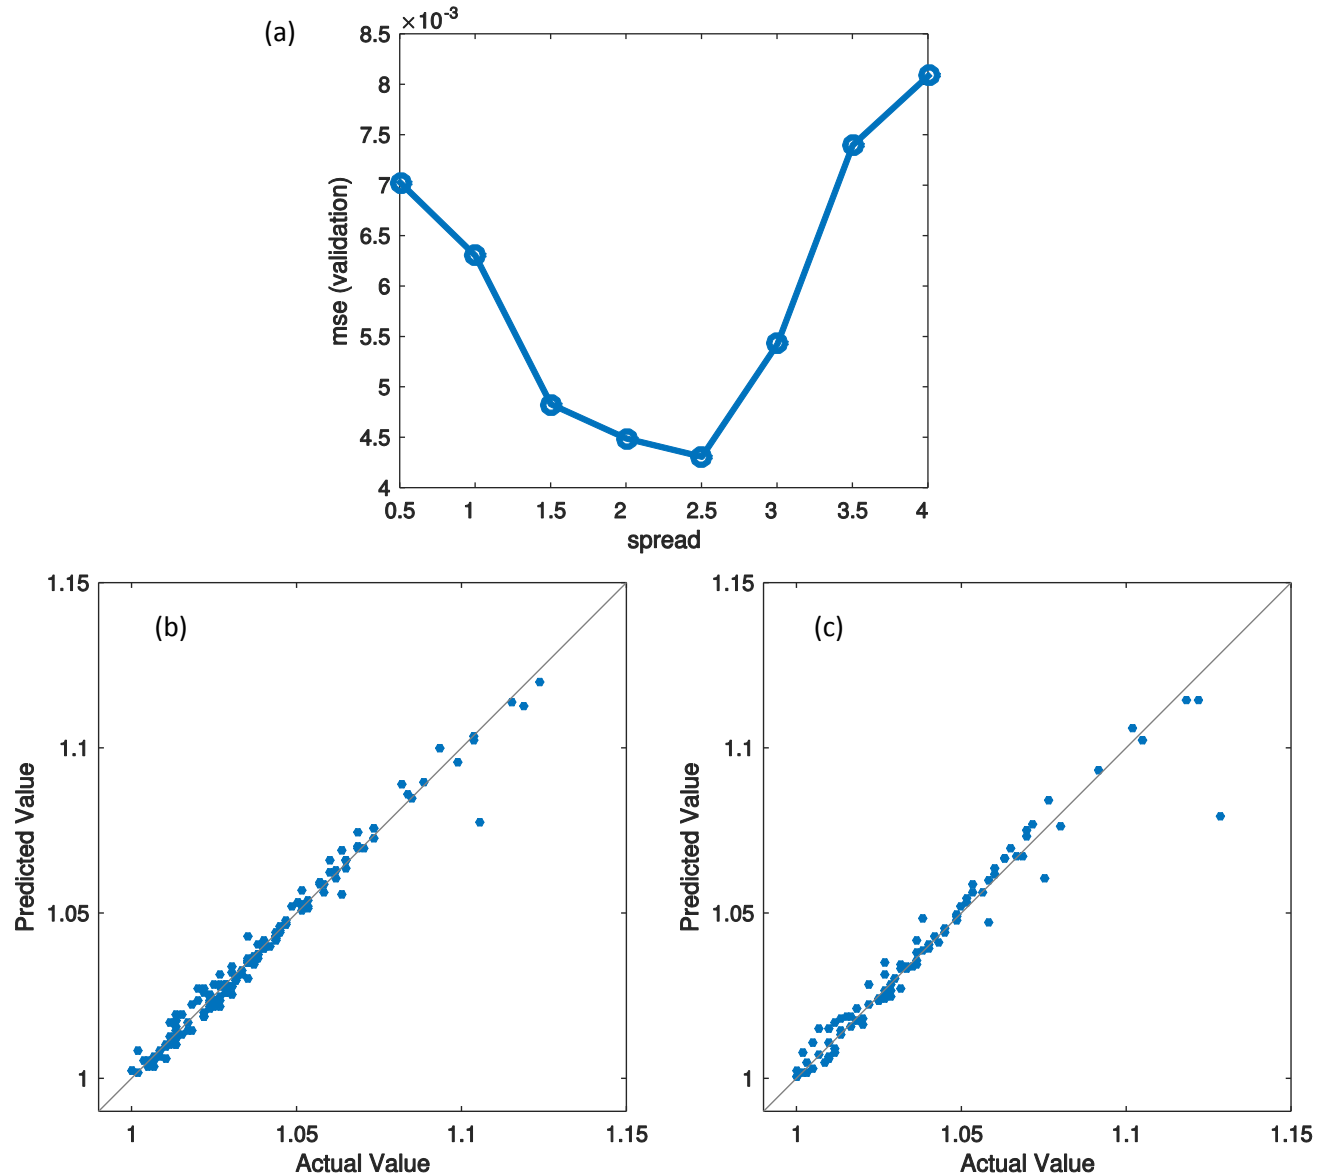 (a)
×10⁻³
8.5
8
7.5
7
6.5
6
5.5
5
4.5
4
mse (validation)
0.5 1 1.5 2 2.5 3 3.5 4
spread
(b)
1.15
1.1
1.05
1
Predicted Value
1 1.05 1.1 1.15
Actual Value
(c)
1.15
1.1
1.05
1
Predicted Value
1 1.05 1.1 1.15
Actual Value